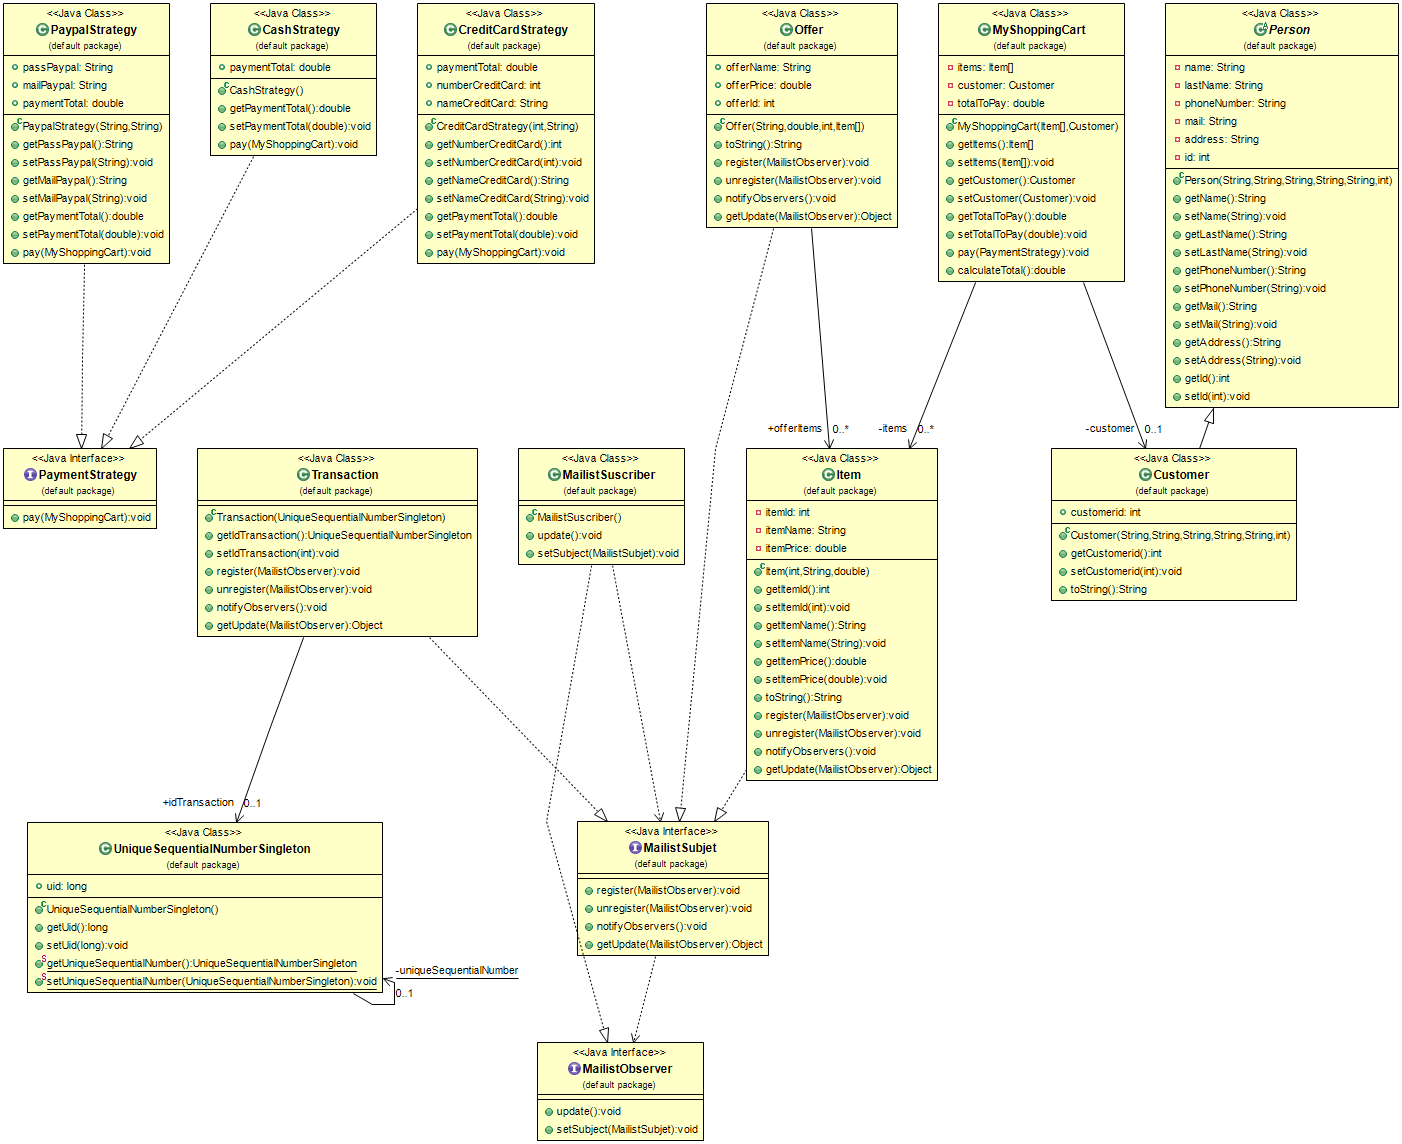 <<Java Class>>
PaypalStrategy
(default package)
passPaypal: String
mailPaypal: String
paymentTotal: double
PaypalStrategy(String,String)
getPassPaypal():String
setPassPaypal(String):void
getMailPaypal():String
setMailPaypal(String):void
getPaymentTotal():double
setPaymentTotal(double):void
pay(MyShoppingCart):void
<<Java Class>>
CashStrategy
(default package)
paymentTotal: double
CashStrategy()
getPaymentTotal():double
setPaymentTotal(double):void
pay(MyShoppingCart):void
<<Java Class>>
CreditCardStrategy
(default package)
paymentTotal: double
numberCreditCard: int
nameCreditCard: String
CreditCardStrategy(int,String)
getNumberCreditCard():int
setNumberCreditCard(int):void
getNameCreditCard():String
setNameCreditCard(String):void
getPaymentTotal():double
setPaymentTotal(double):void
pay(MyShoppingCart):void
<<Java Class>>
Offer
(default package)
offerName: String
offerPrice: double
offerId: int
Offer(String,double,int,Item[])
toString():String
register(MailistObserver):void
unregister(MailistObserver):void
notifyObservers():void
getUpdate(MailistObserver):Object
<<Java Class>>
MyShoppingCart
(default package)
items: Item[]
customer: Customer
totalToPay: double
MyShoppingCart(Item[],Customer)
getItems():Item[]
setItems(Item[]):void
getCustomer():Customer
setCustomer(Customer):void
getTotalToPay():double
setTotalToPay(double):void
pay(PaymentStrategy):void
calculateTotal():double
<<Java Class>>
Person
(default package)
name: String
lastName: String
phoneNumber: String
mail: String
address: String
id: int
Person(String,String,String,String,String,int)
getName():String
setName(String):void
getLastName():String
setLastName(String):void
getPhoneNumber():String
setPhoneNumber(String):void
getMail():String
setMail(String):void
getAddress():String
setAddress(String):void
getId():int
setId(int):void
+offerItems 0..*
-items 0..*
-customer 0..1
<<Java Interface>>
PaymentStrategy
(default package)
pay(MyShoppingCart):void
<<Java Class>>
Transaction
(default package)
Transaction(UniqueSequentialNumberSingleton)
getIdTransaction():UniqueSequentialNumberSingleton
setIdTransaction(int):void
register(MailistObserver):void
unregister(MailistObserver):void
notifyObservers():void
getUpdate(MailistObserver):Object
<<Java Class>>
MailistSuscriber
(default package)
MailistSuscriber()
update():void
setSubject(MailistSubjet):void
<<Java Class>>
Item
(default package)
itemId: int
itemName: String
itemPrice: double
Item(int,String,double)
getItemId():int
setItemId(int):void
getItemName():String
setItemName(String):void
getItemPrice():double
setItemPrice(double):void
toString():String
register(MailistObserver):void
unregister(MailistObserver):void
notifyObservers():void
getUpdate(MailistObserver):Object
<<Java Class>>
Customer
(default package)
customerid: int
Customer(String,String,String,String,String,int)
getCustomerid():int
setCustomerid(int):void
toString():String
+idTransaction 0..1
<<Java Class>>
UniqueSequentialNumberSingleton
(default package)
uid: long
UniqueSequentialNumberSingleton()
getUid():long
setUid(long):void
getUniqueSequentialNumber():UniqueSequentialNumberSingleton
setUniqueSequentialNumber(UniqueSequentialNumberSingleton):void
-uniqueSequentialNumber
0..1
<<Java Interface>>
MailistSubjet
(default package)
register(MailistObserver):void
unregister(MailistObserver):void
notifyObservers():void
getUpdate(MailistObserver):Object
<<Java Interface>>
MailistObserver
(default package)
update():void
setSubject(MailistSubjet):void